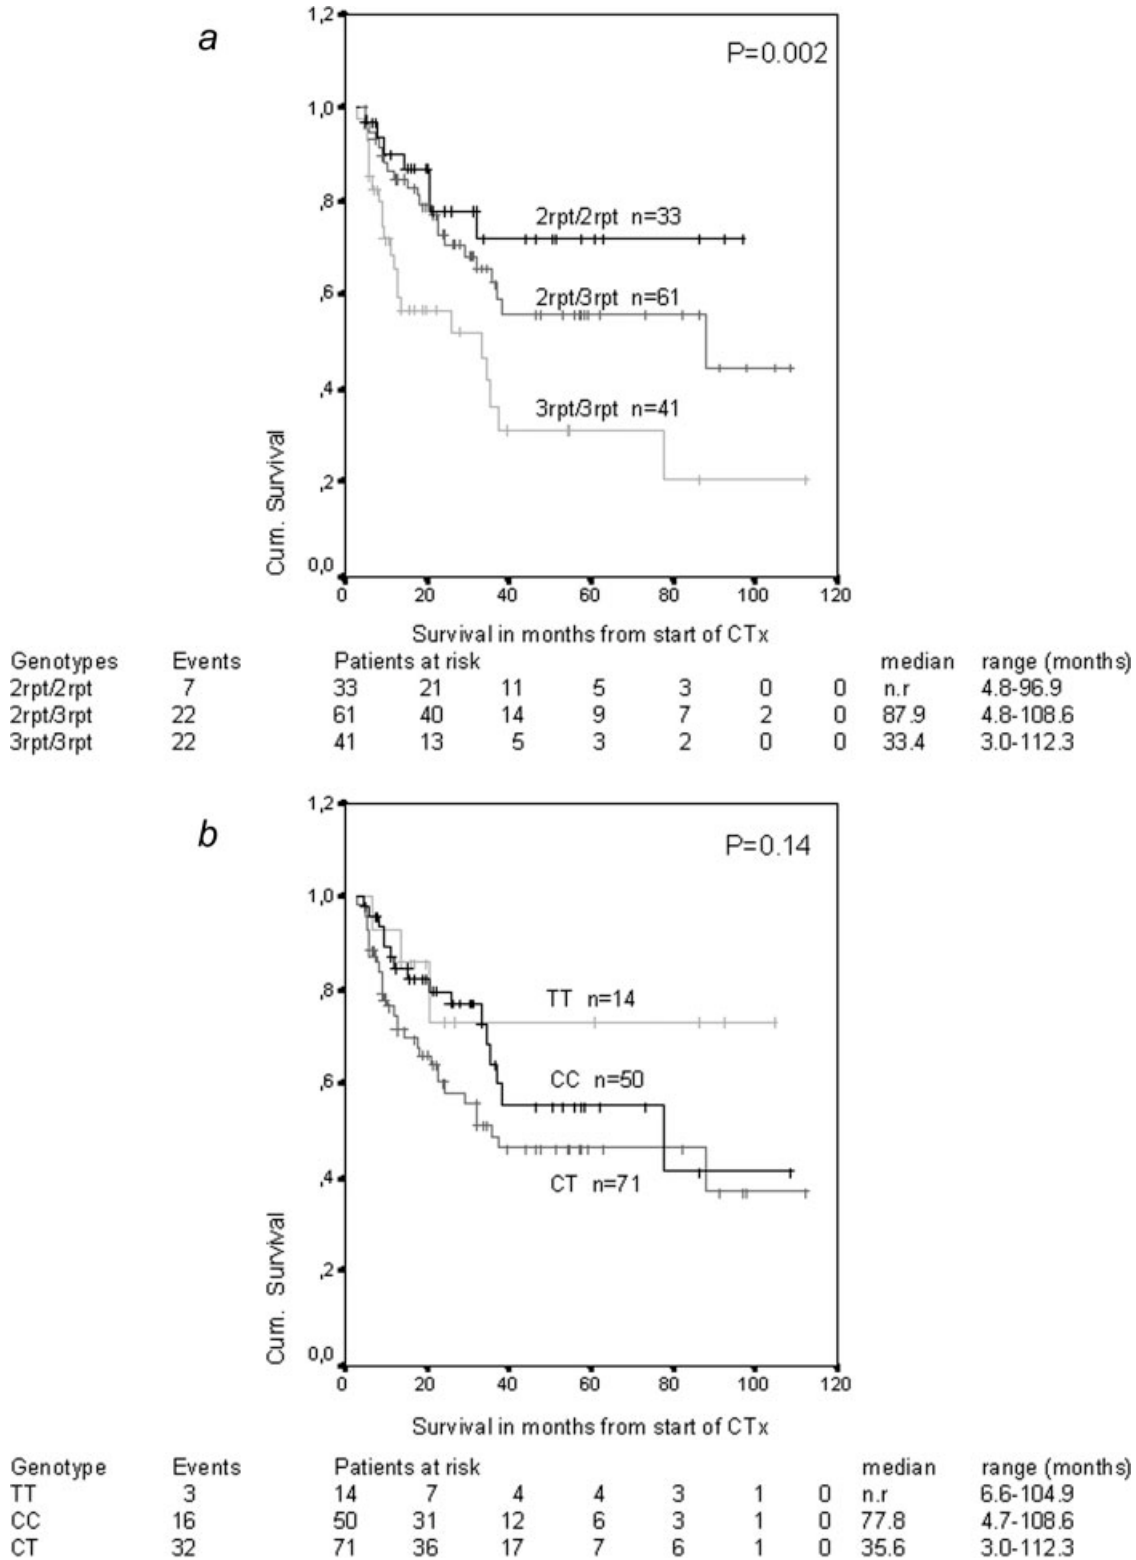 a
1,2
P=0.002
1,0
,8
2rpt/2rpt n=33
,6
2rpt/3rpt n=61
,4
3rpt/3rpt n=41
,2
Cum. Survival
0,0
0 20 40 60 80 100 120
Survival in months from start of CTx
Genotypes Events Patients at risk median range (months)
2rpt/2rpt 7 33 21 11 5 3 0 0 n.r 4.8-96.9
2rpt/3rpt 22 61 40 14 9 7 2 0 87.9 4.8-108.6
3rpt/3rpt 22 41 13 5 3 2 0 0 33.4 3.0-112.3
b
1,2
P=0.14
1,0
,8
TT n=14
,6
CC n=50
,4
CT n=71
,2
Cum. Survival
0,0
0 20 40 60 80 100 120
Survival in months from start of CTx
Genotype Events Patients at risk median range (months)
TT 3 14 7 4 4 3 1 0 n.r 6.6-104.9
CC 16 50 31 12 6 3 1 0 77.8 4.7-108.6
CT 32 71 36 17 7 6 1 0 35.6 3.0-112.3